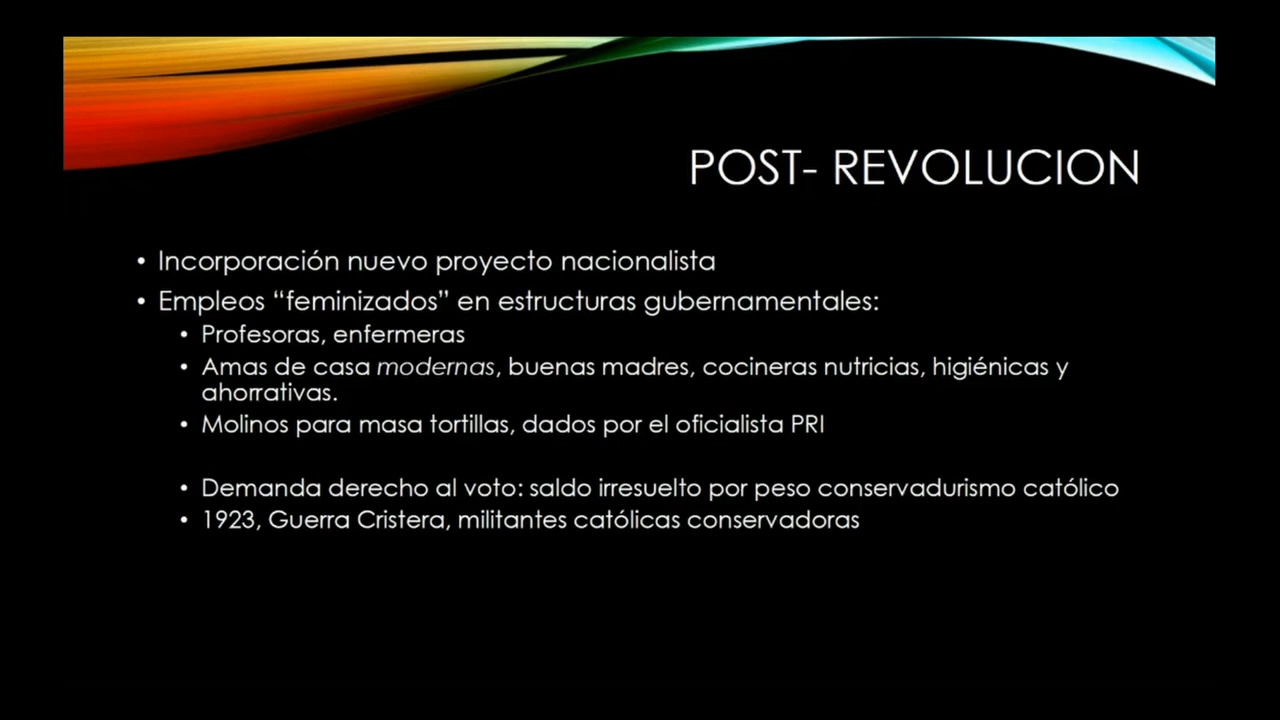 POST- REVOLUCION
• Incorporación nuevo proyecto nacionalista
• Empleos “feminizados” en estructuras gubernamentales:
• Profesoras, enfermeras
• Amas de casa modernas, buenas madres, cocineras nutricias, higiénicas y
ahorrativas.
• Molinos para masa tortillas, dados por el oficialista PRI
• Demanda derecho al voto: saldo irresuelto por peso conservadurismo católico
• 1923, Guerra Cristera, militantes católicas conservadoras